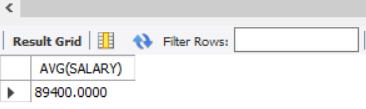 Result Grid Filter Rows:
AVG(SALARY)
89400.0000